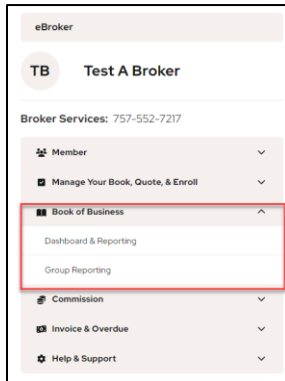 eBroker
TB Test A Broker
Broker Services: 757-552-7217
Member
Manage Your Book, Quote, & Enroll
Book of Business
Dashboard & Reporting
Group Reporting
Commission
Invoice & Overdue
Help & Support